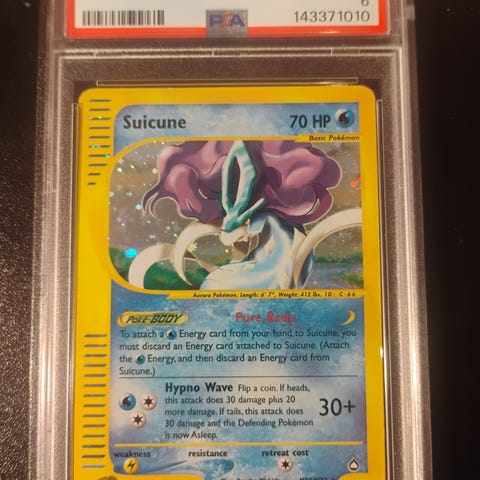 6
PSA
143371010
Suicune
70 HP
Basic Pokémon
Aurora Pokémon. Length: 6' 7", Weight: 412 lbs. ID: C-66
Poké-BODY
Pure Body
To attach a Energy card from your hand to Suicune, you
must discard an Energy card attached to Suicune. (Attach
the Energy, and then discard an Energy card from
Suicune.)
Hypno Wave Flip a coin. If heads,
this attack does 30 damage plus 20
more damage. If tails, this attack does
30 damage and the Defending Pokémon
is now Asleep.
30+
weakness resistance retreat cost